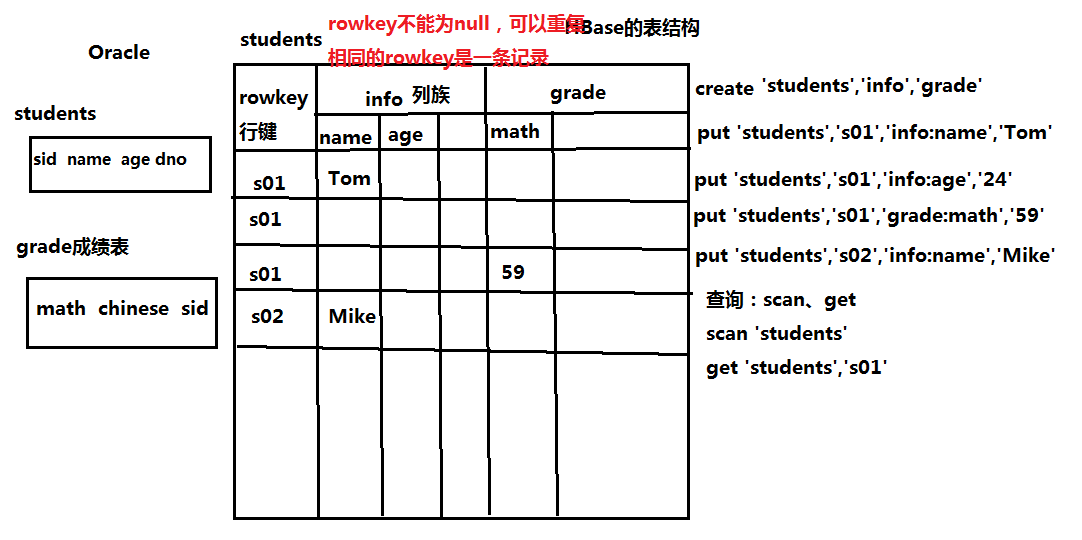 rowkey不能为null，可以重复
HBase的表结构
students
相同的rowkey是一条记录
Oracle
students
sid name age dno
grade成绩表
math chinese sid
rowkey
行键
info 列族
grade
name
age
math
s01
Tom
s01
s01
59
s02
Mike
create 'students','info','grade'
put 'students','s01','info:name','Tom'
put 'students','s01','info:age','24'
put 'students','s01','grade:math','59'
put 'students','s02','info:name','Mike'
查询：scan、get
scan 'students'
get 'students','s01'